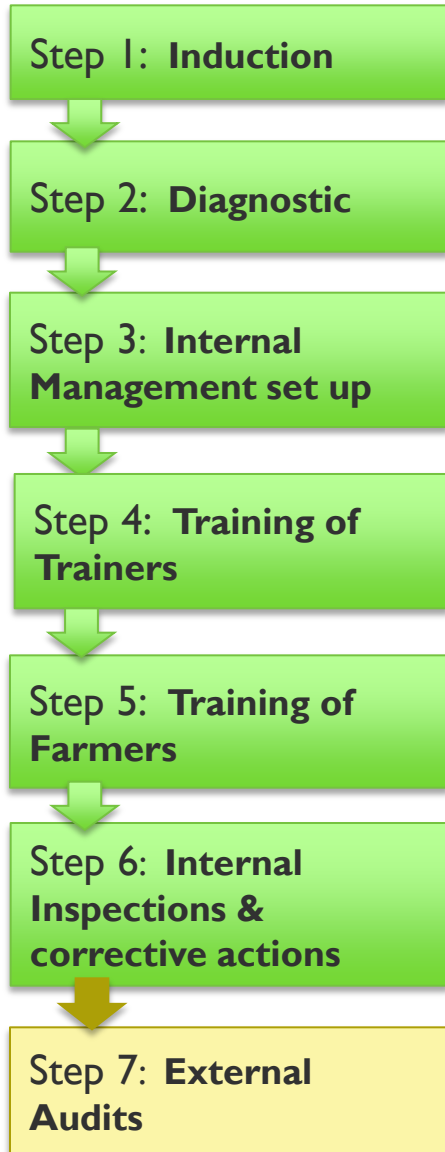 Step 1: Induction
Step 2: Diagnostic
Step 3: Internal
Management set up
Step 4: Training of
Trainers
Step 5: Training of
Farmers
Step 6: Internal
Inspections &
corrective actions
Step 7: External
Audits